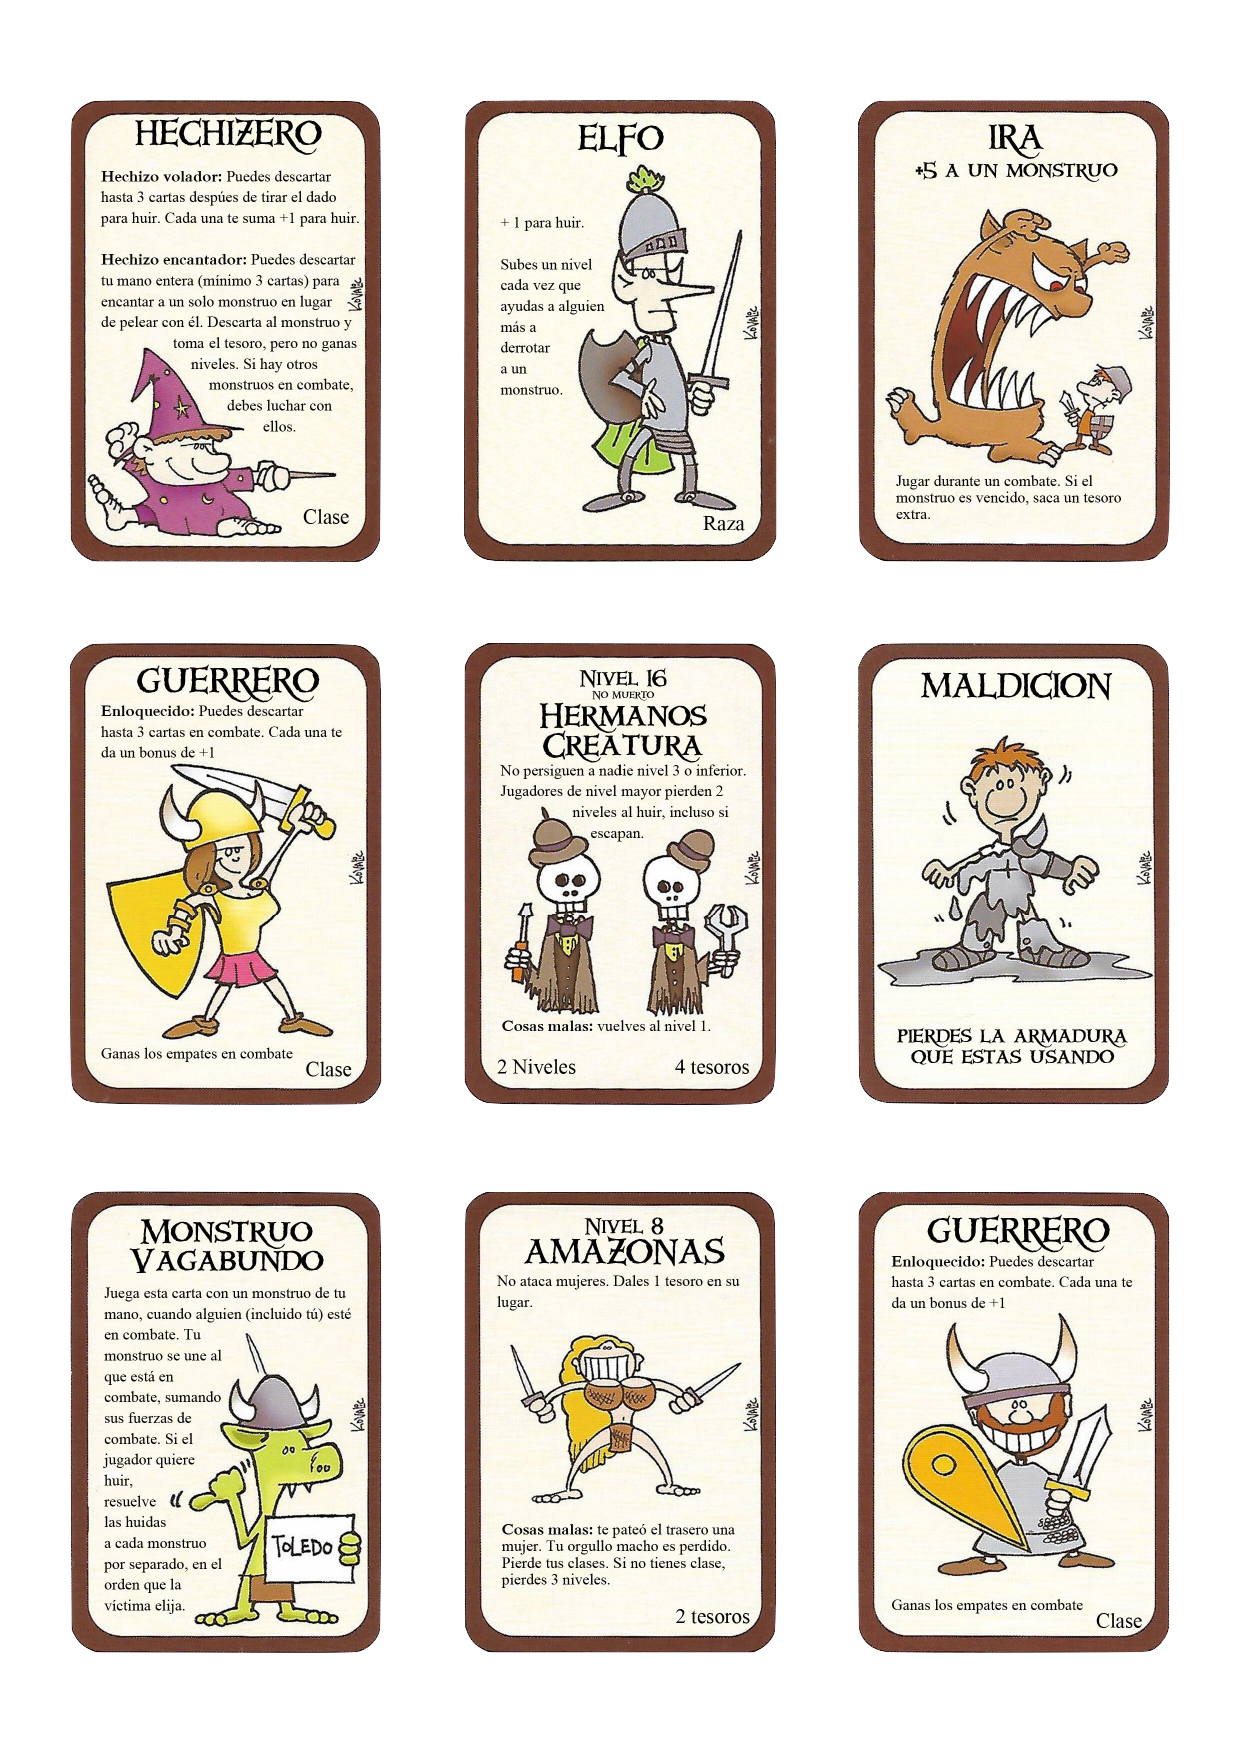 HECHIZERO
Hechizo volador: Puedes descartar
hasta 3 cartas despúes de tirar el dado
para huir. Cada una te suma +1 para huir.
Hechizo encantador: Puedes descartar
tu mano entera (mínimo 3 cartas) para
encantar a un solo monstruo en lugar
de pelear con él. Descarta al monstruo y
toma el tesoro, pero no ganas
niveles. Si hay otros
monstruos en combate,
debes luchar con
ellos.
Clase
KOVALIC
ELFO
+ 1 para huir.
Subes un nivel
cada vez que
ayudas a alguien
más a
derrotar
a un
monstruo.
Raza
KOVALIC
IRA
+5 A UN MONSTRUO
Jugar durante un combate. Si el
monstruo es vencido, saca un tesoro
extra.
KOVALIC
GUERRERO
Enloquecido: Puedes descartar
hasta 3 cartas en combate. Cada una te
da un bonus de +1
Ganas los empates en combate
Clase
KOVALIC
NIVEL 16
NO MUERTO
HERMANOS
CREATURA
No persiguen a nadie nivel 3 o inferior.
Jugadores de nivel mayor pierden 2
niveles al huir, incluso si
escapan.
Cosas malas: vuelves al nivel 1.
2 Niveles 4 tesoros
KOVALIC
MALDICION
PIERDES LA ARMADURA
QUE ESTAS USANDO
KOVALIC
MONSTRUO
VAGABUNDO
Juega esta carta con un monstruo de tu
mano, cuando alguien (incluido tú) esté
en combate. Tu
monstruo se une al
que está en
combate, sumando
sus fuerzas de
combate. Si el
jugador quiere
huir,
resuelve
las huidas
a cada monstruo
por separado, en el
orden que la
víctima elija.
TOLEDO
KOVALIC
NIVEL 8
AMAZONAS
No ataca mujeres. Dales 1 tesoro en su
lugar.
Cosas malas: te pateó el trasero una
mujer. Tu orgullo macho es perdido.
Pierde tus clases. Si no tienes clase,
pierdes 3 niveles.
2 tesoros
KOVALIC
GUERRERO
Enloquecido: Puedes descartar
hasta 3 cartas en combate. Cada una te
da un bonus de +1
Ganas los empates en combate
Clase
KOVALIC